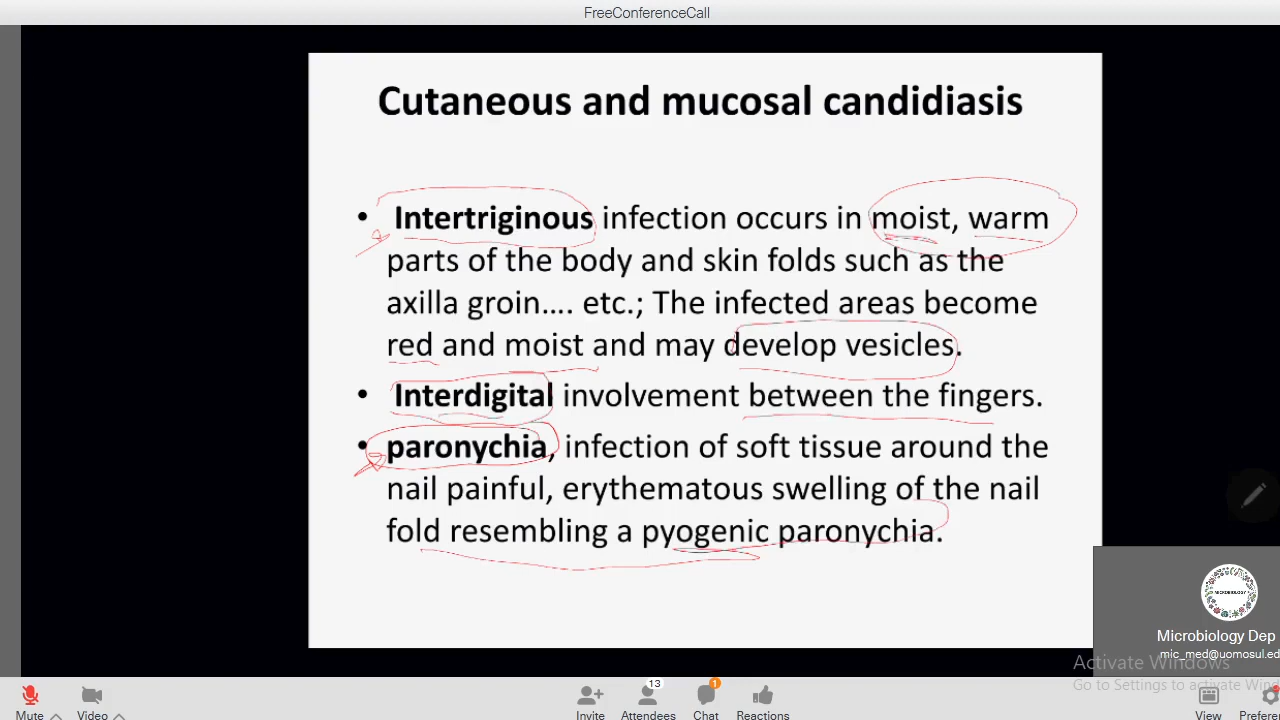 FreeConferenceCall
Cutaneous and mucosal candidiasis
• Intertriginous infection occurs in moist, warm
parts of the body and skin folds such as the
axilla groin…. etc.; The infected areas become
red and moist and may develop vesicles.
• Interdigital involvement between the fingers.
• paronychia, infection of soft tissue around the
nail painful, erythematous swelling of the nail
fold resembling a pyogenic paronychia.
MICROBIOLOGY
Microbiology Dep
mic_med@uomosul.ed
Activate Windows
Go to Settings to activate Win
13
1
Mute
Video
Invite
Attendees
Chat
Reactions
View
Prefere